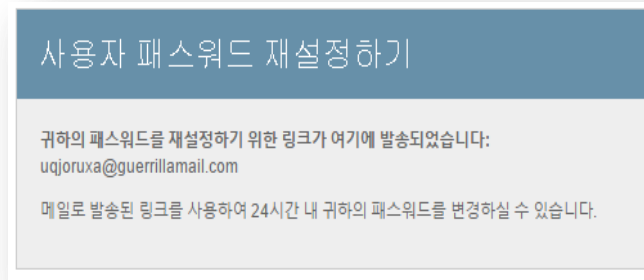 사용자 패스워드 재설정하기
귀하의 패스워드를 재설정하기 위한 링크가 여기에 발송되었습니다:
uqjoruxa@guerrillamail.com
메일로 발송된 링크를 사용하여 24시간 내 귀하의 패스워드를 변경하실 수 있습니다.